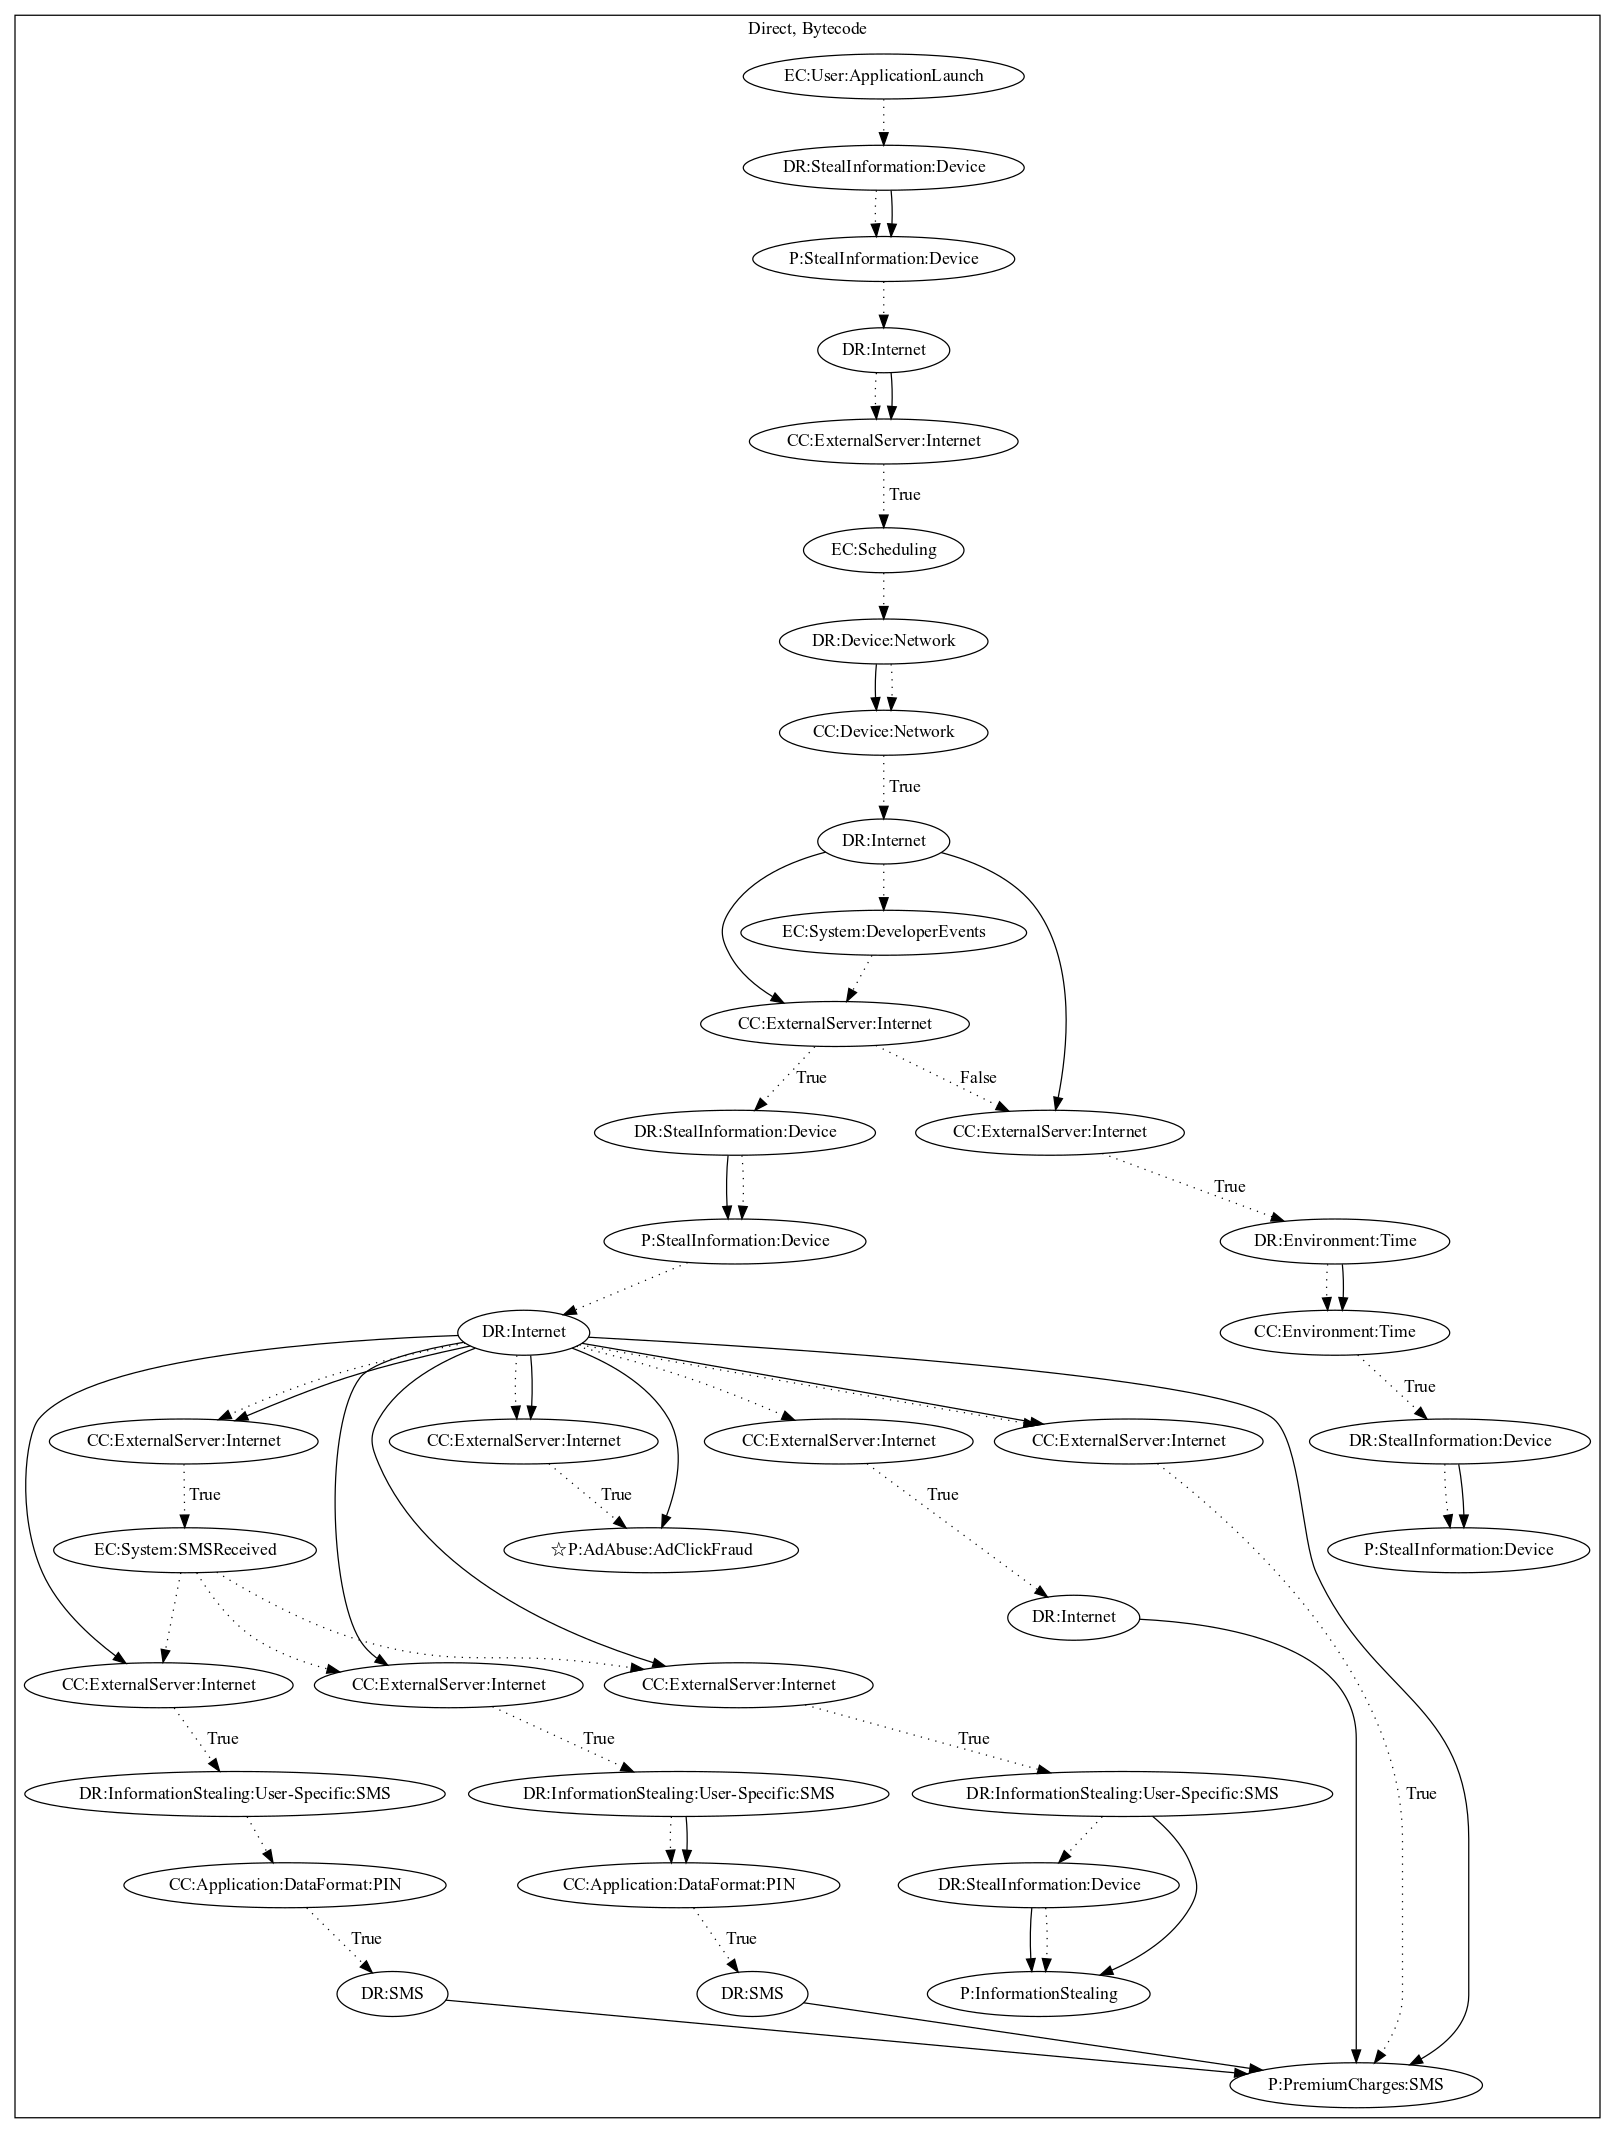 Direct, Bytecode
EC:User:ApplicationLaunch
DR:StealInformation:Device
P:StealInformation:Device
DR:Internet
CC:ExternalServer:Internet
True
EC:Scheduling
DR:Device:Network
CC:Device:Network
True
DR:Internet
EC:System:DeveloperEvents
CC:ExternalServer:Internet
True
False
DR:StealInformation:Device
CC:ExternalServer:Internet
True
P:StealInformation:Device
DR:Environment:Time
DR:Internet
CC:Environment:Time
True
CC:ExternalServer:Internet
CC:ExternalServer:Internet
CC:ExternalServer:Internet
CC:ExternalServer:Internet
DR:StealInformation:Device
True
True
True
EC:System:SMSReceived
☆P:AdAbuse:AdClickFraud
P:StealInformation:Device
DR:Internet
CC:ExternalServer:Internet
CC:ExternalServer:Internet
CC:ExternalServer:Internet
True
True
True
DR:InformationStealing:User-Specific:SMS
DR:InformationStealing:User-Specific:SMS
DR:InformationStealing:User-Specific:SMS
True
CC:Application:DataFormat:PIN
CC:Application:DataFormat:PIN
DR:StealInformation:Device
True
True
DR:SMS
DR:SMS
P:InformationStealing
P:PremiumCharges:SMS